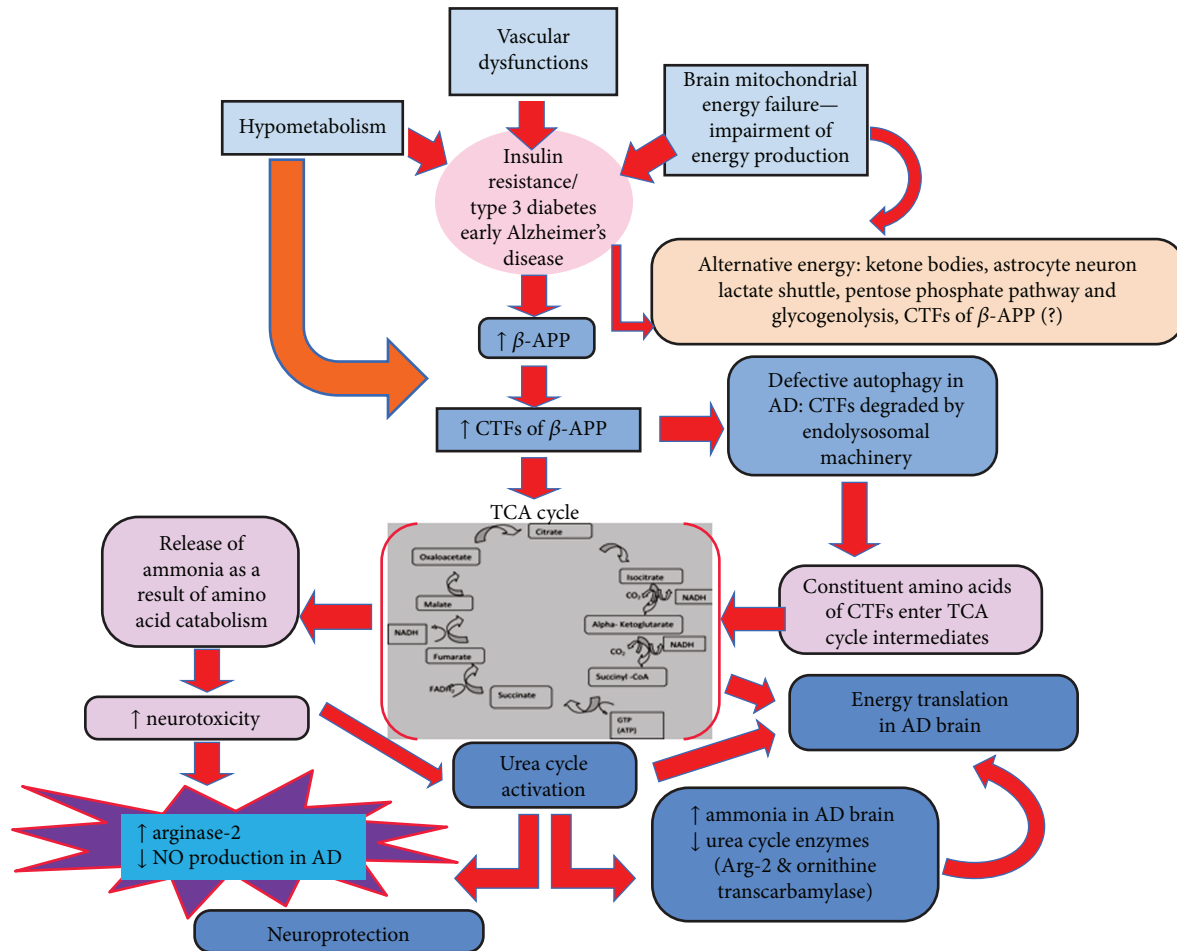 Vascular
dysfunctions
Hypometabolism
Brain mitochondrial
energy failure—
impairment of
energy production
Insulin
resistance/
type 3 diabetes
early Alzheimer's
disease
Alternative energy: ketone bodies, astrocyte neuron
lactate shuttle, pentose phosphate pathway and
glycogenolysis, CTFs of β-APP (?)
↑ β-APP
↑ CTFs of β-APP
Defective autophagy in
AD: CTFs degraded by
endolysosomal
machinery
TCA cycle
Citrate
Oxaloacetate
Isocitrate
CO₂
NADH
Malate
Alpha- Ketoglutarate
NADH
CO₂
NADH
Fumarate
Succinyl -CoA
FADH₂
Succinate
GTP
(ATP)
Release of
ammonia as a
result of amino
acid catabolism
Constituent amino acids
of CTFs enter TCA
cycle intermediates
↑ neurotoxicity
Energy translation
in AD brain
Urea cycle
activation
↑ arginase-2
↓ NO production in AD
↑ ammonia in AD brain
↓ urea cycle enzymes
(Arg-2 & ornithine
transcarbamylase)
Neuroprotection